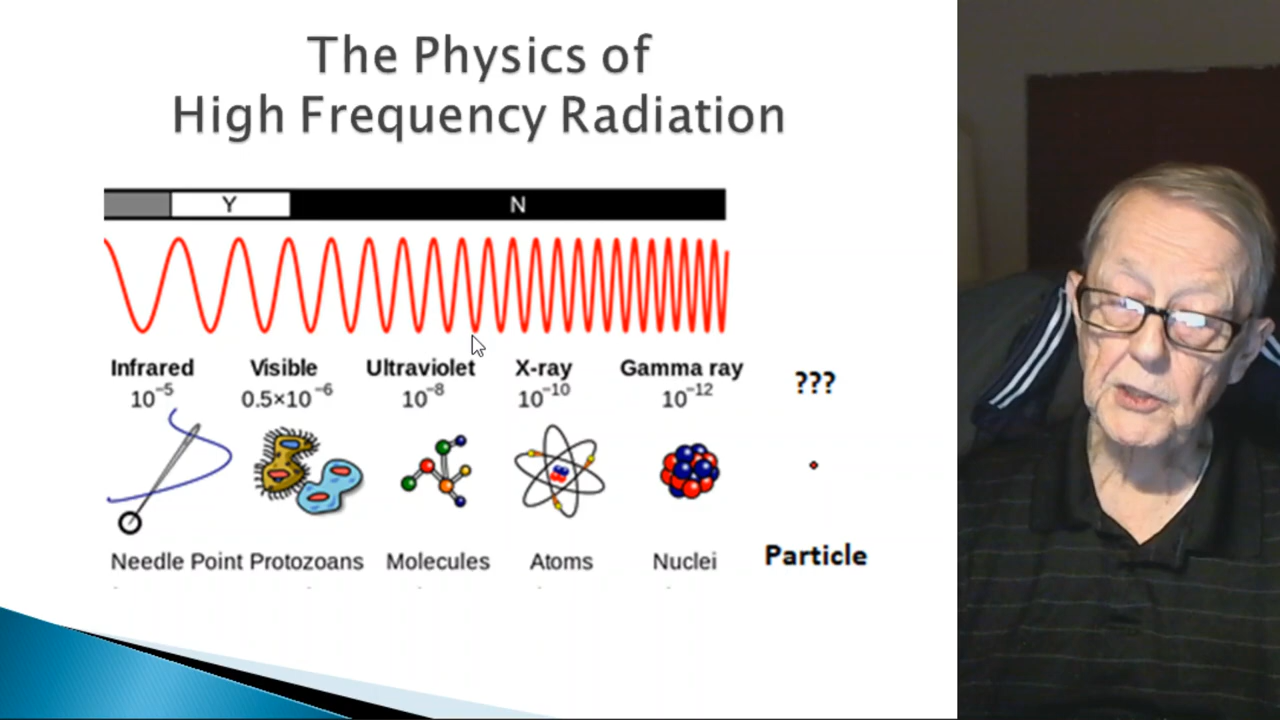 The Physics of
High Frequency Radiation
Y N
Infrared Visible Ultraviolet X-ray Gamma ray ???
10⁻⁵ 0.5×10⁻⁶ 10⁻⁸ 10⁻¹⁰ 10⁻¹²
Needle Point Protozoans Molecules Atoms Nuclei Particle